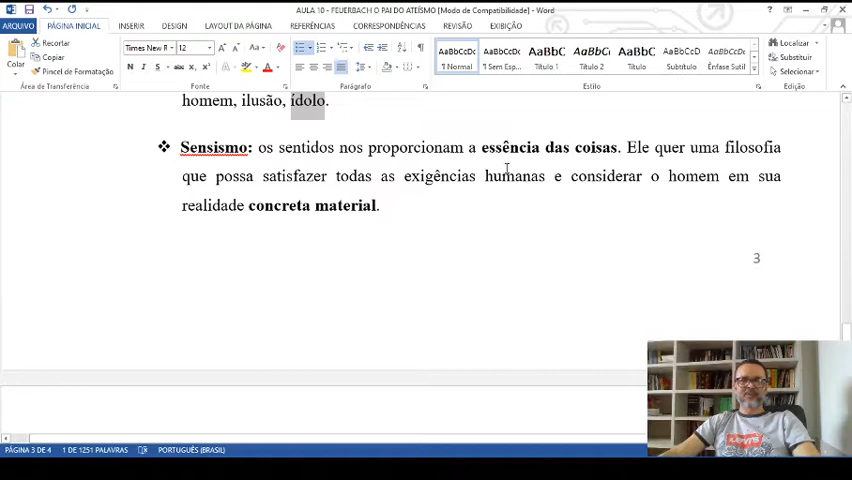 AULA 10 - FEUERBACH O PAI DO ATEÍSMO [Modo de Compatibilidade] - Word
ARQUIVO PÁGINA INICIAL INSERIR DESIGN LAYOUT DA PÁGINA REFERÊNCIAS CORRESPONDÊNCIAS REVISÃO EXIBIÇÃO
Colar
Recortar
Copiar
Pincel de Formatação
Área de Transferência
Times New R 12
N I S
Fonte
Parágrafo
AaBbCcDc AaBbCcDc AaBbC AaBbCc AaBbC AaBbCcD AaBbCcDc
¶ Normal ¶ Sem Esp... Título 1 Título 2 Título Subtítulo Ênfase Sutil
Estilo
Localizar
Substituir
Selecionar
Edição
homem, ilusão, ídolo.
❖ Sensismo: os sentidos nos proporcionam a essência das coisas. Ele quer uma filosofia
que possa satisfazer todas as exigências humanas e considerar o homem em sua
realidade concreta material.
3
PÁGINA 3 DE 4 1 DE 1251 PALAVRAS PORTUGUÊS (BRASIL)